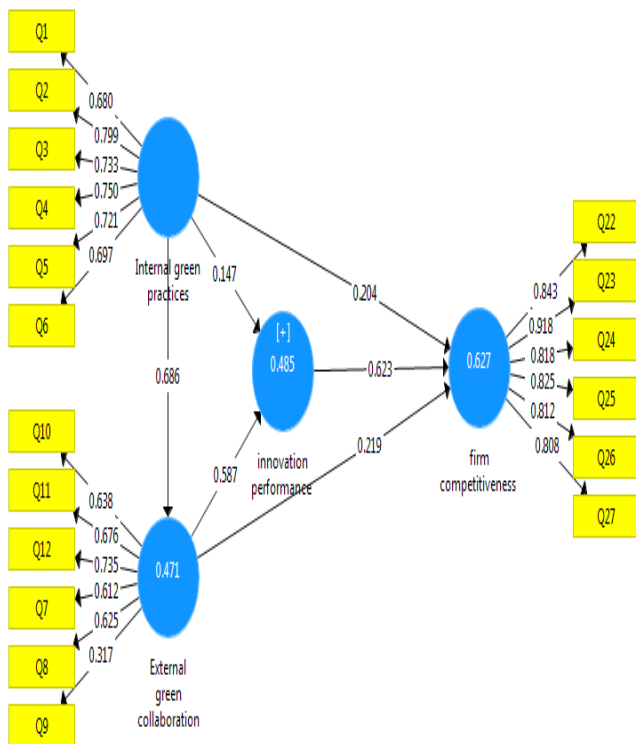 Q1
Q2
Q3
Q4
Q5
Q6
0.680
0.799
0.733
0.750
0.721
0.697
Internal green
practices
0.147
0.204
0.686
[+]
0.485
innovation
performance
0.623
0.587
0.219
0.627
firm
competitiveness
Q22
Q23
Q24
Q25
Q26
Q27
0.843
0.918
0.818
0.825
0.812
0.808
Q10
Q11
Q12
Q7
Q8
Q9
0.638
0.676
0.735
0.612
0.625
0.317
0.471
External
green
collaboration